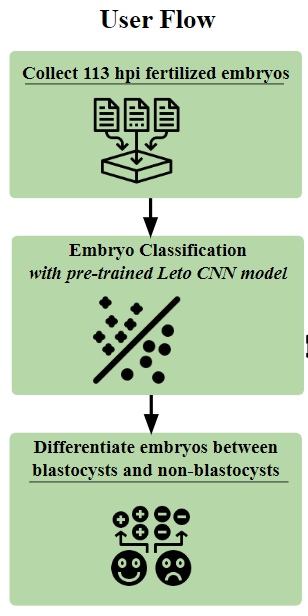 User Flow
Collect 113 hpi fertilized embryos
Embryo Classification
with pre-trained Leto CNN model
Differentiate embryos between
blastocysts and non-blastocysts